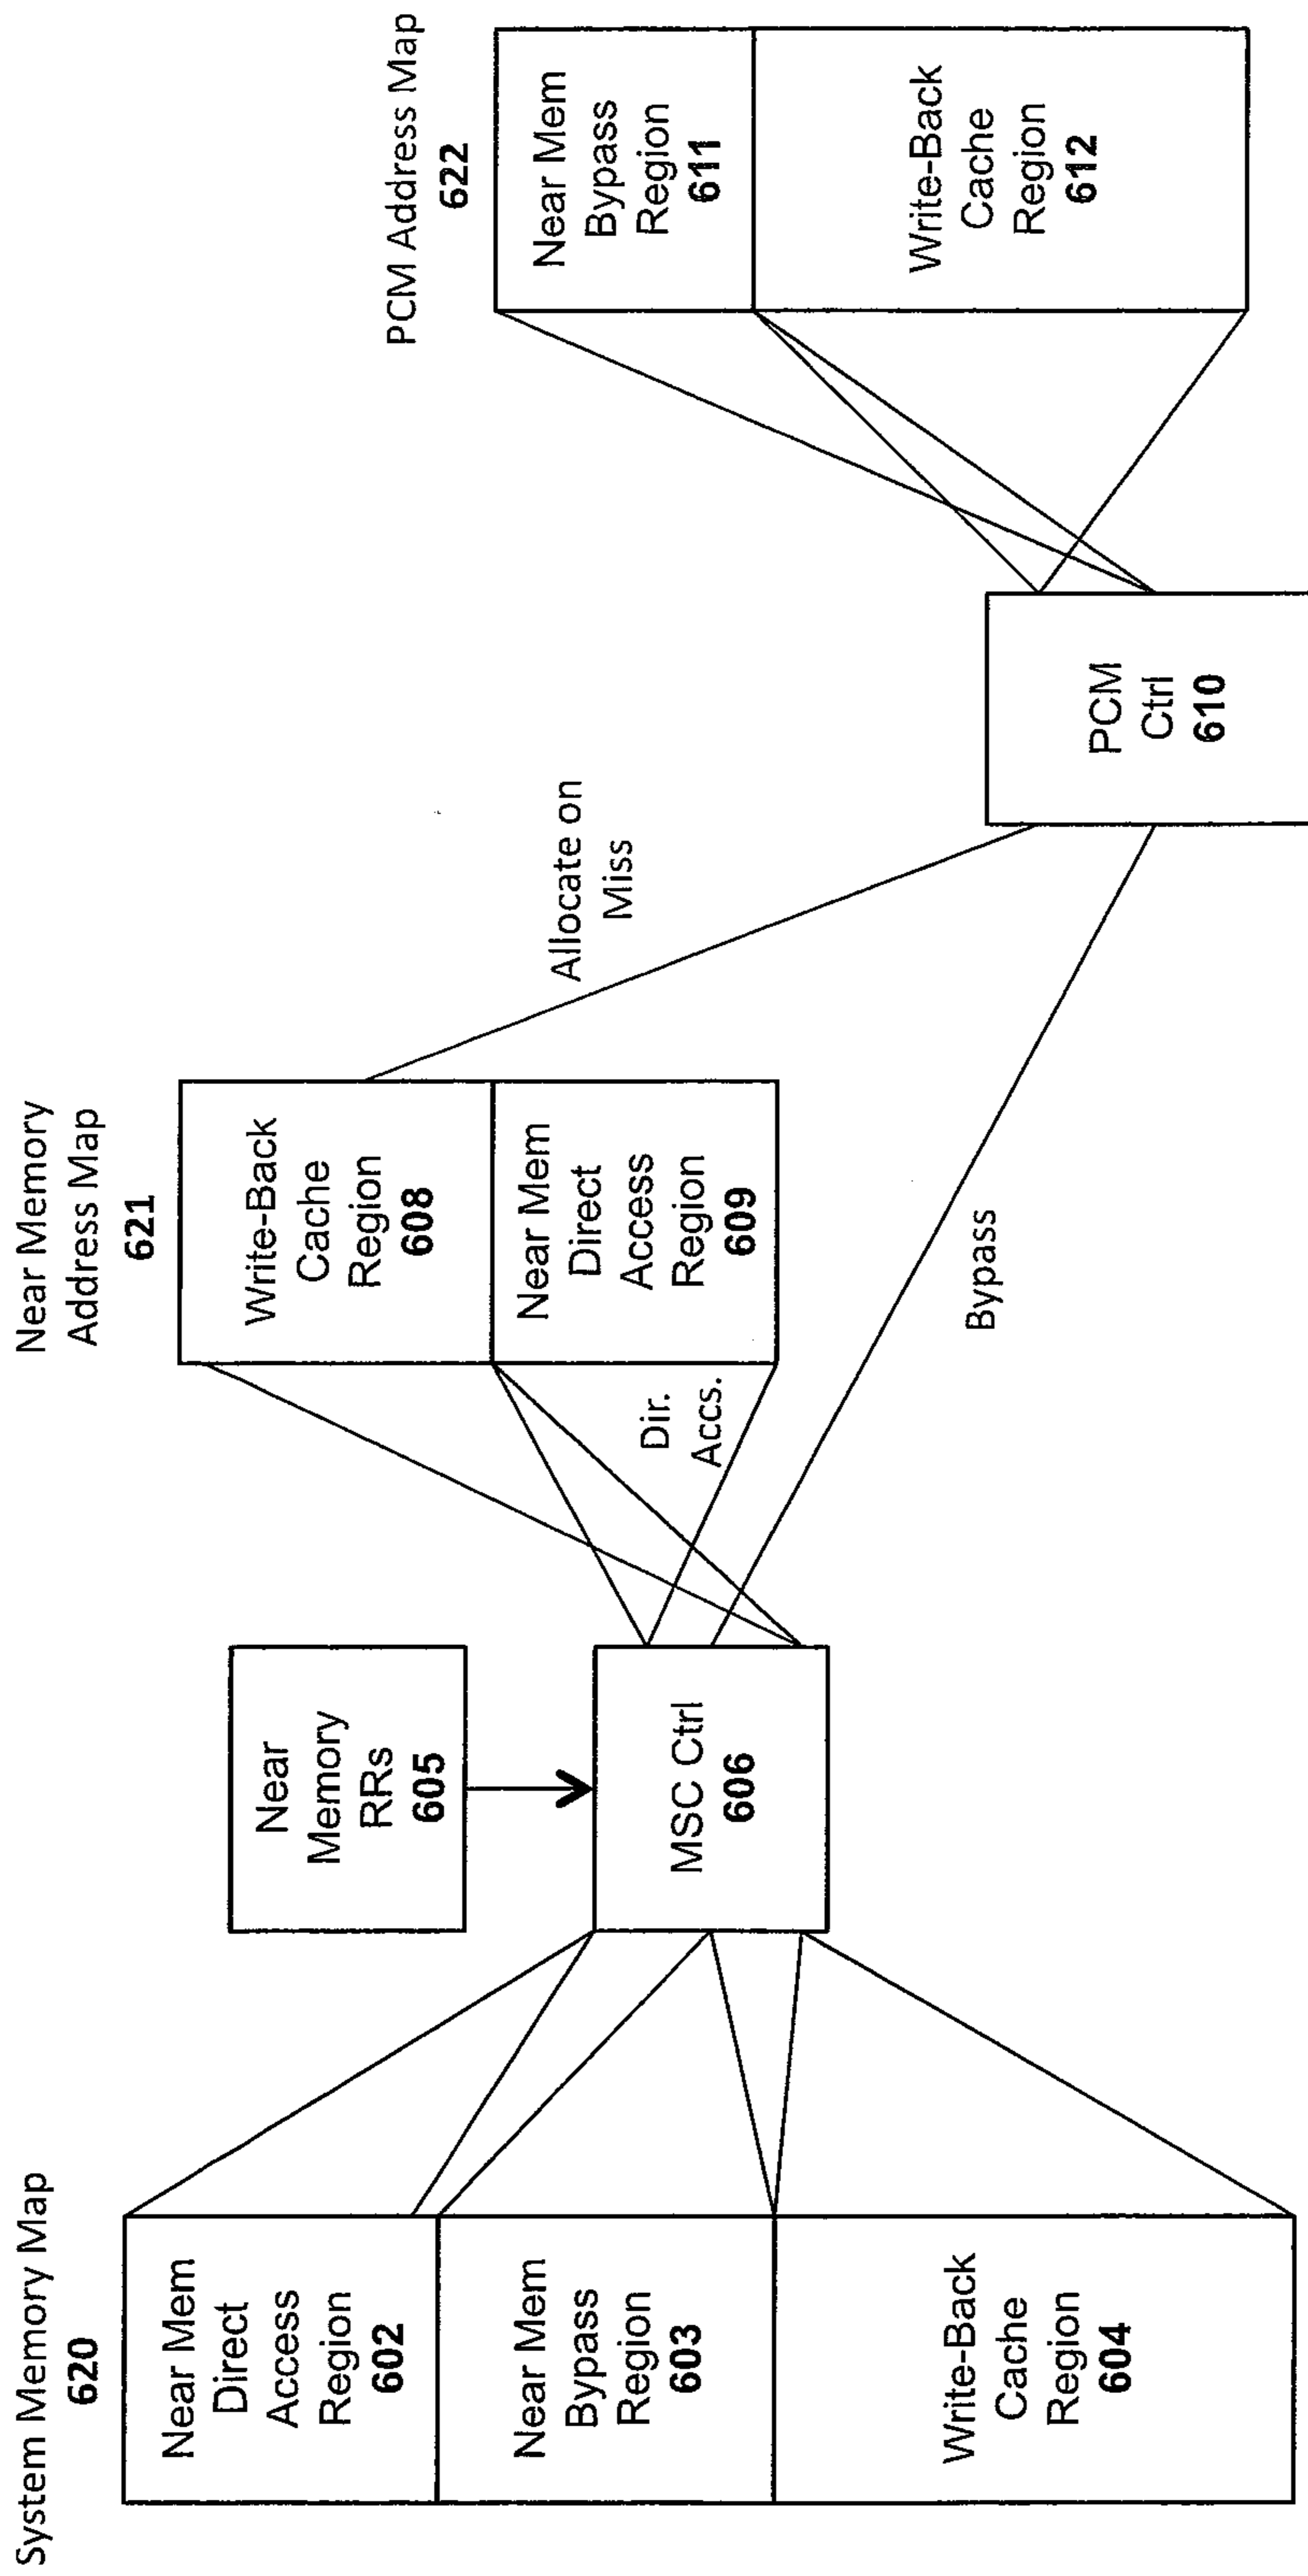 System Memory Map
620
Near Mem
Direct
Access
Region
602
Near Mem
Bypass
Region
603
Write-Back
Cache
Region
604
Near
Memory
RRs
605
MSC Ctrl
606
Near Memory
Address Map
621
Write-Back
Cache
Region
608
Near Mem
Direct
Access
Region
609
Dir.
Accs.
Allocate on
Miss
Bypass
PCM
Ctrl
610
PCM Address Map
622
Near Mem
Bypass
Region
611
Write-Back
Cache
Region
612